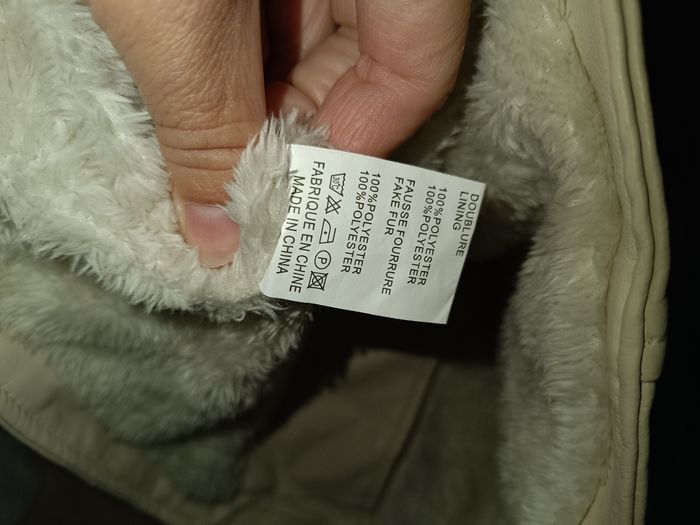 DOUBLURE
LINING
100%POLYESTER
100%POLYESTER
FAUSSE FOURRURE
FAKE FUR
100%POLYESTER
100%POLYESTER
30°C
P
FABRIQUE EN CHINE
MADE IN CHINA